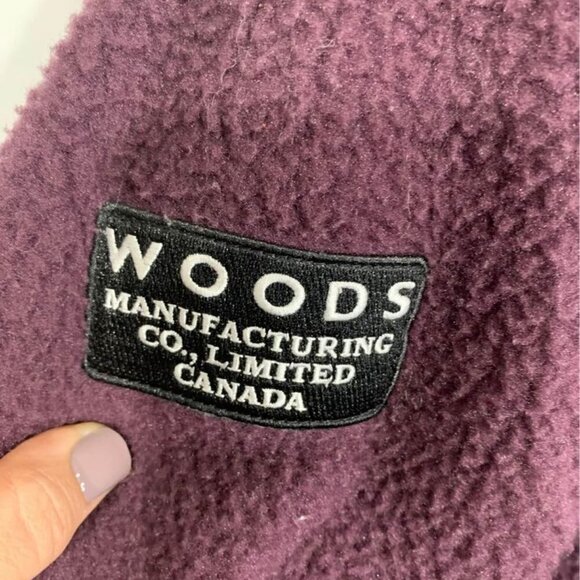 WOODS
MANUFACTURING
CO., LIMITED
CANADA